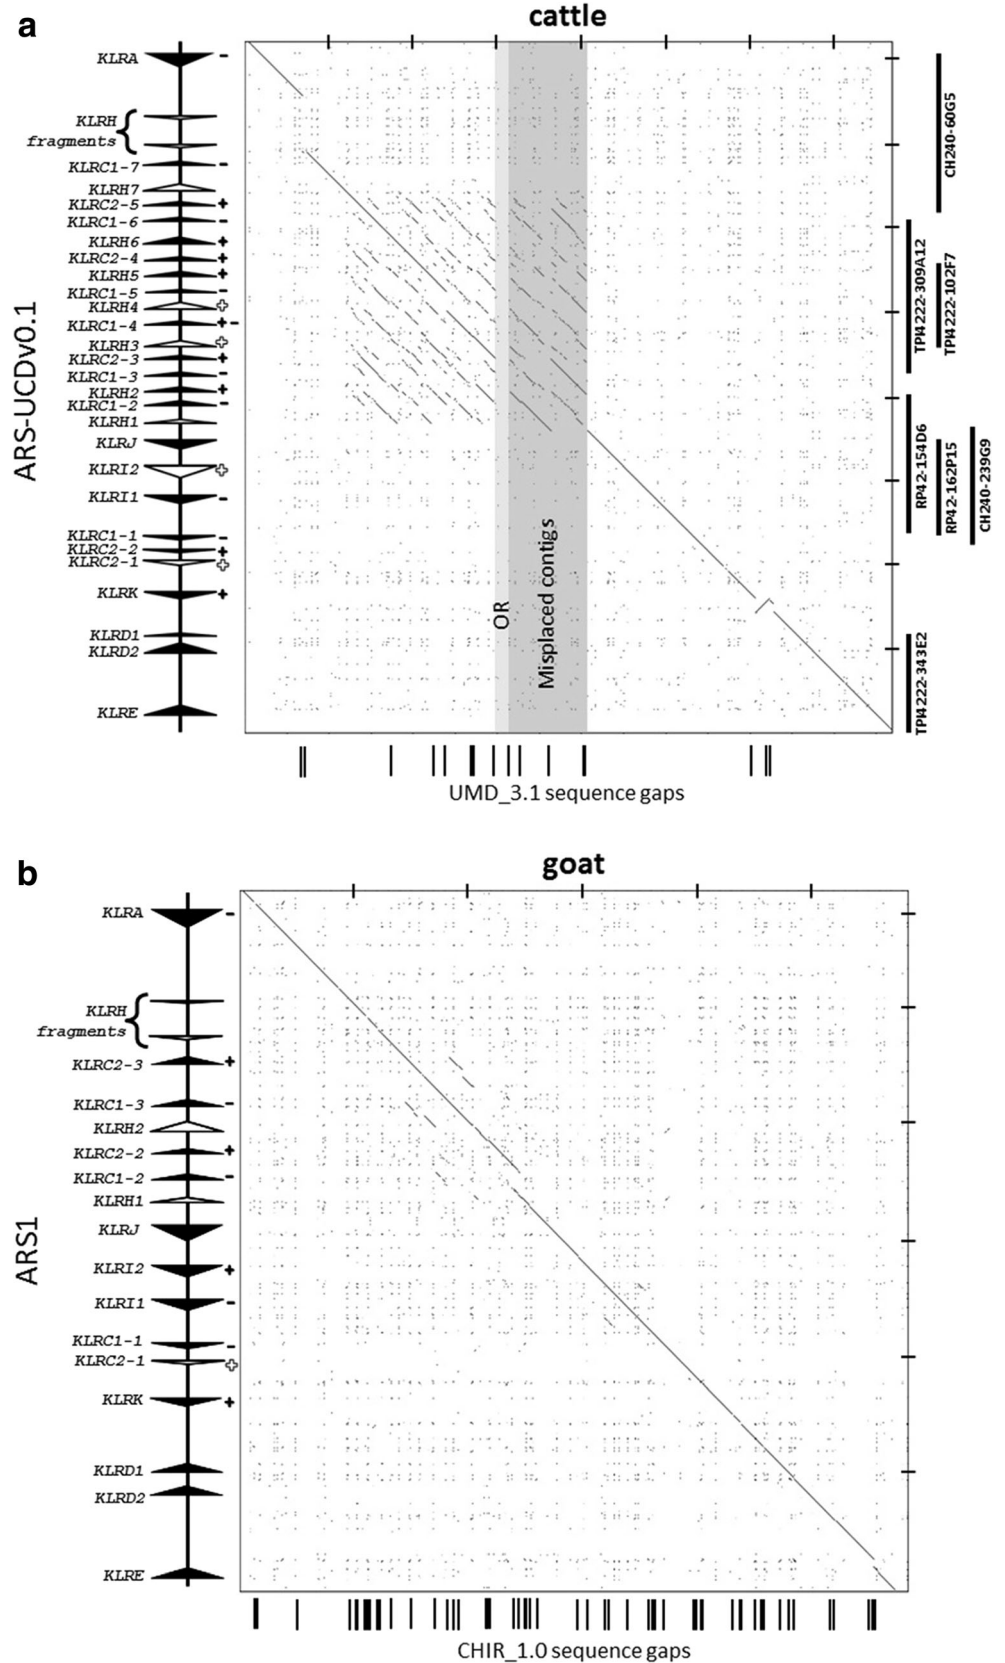 a
cattle
KLRA -
KLRH
fragments
KLRC1-7 -
KLRH7
KLRC2-5 +
KLRC1-6 -
KLRH6 +
KLRC2-4 +
KLRH5 +
KLRC1-5 -
KLRH4 +
KLRC1-4 + -
KLRH3 +
KLRC2-3 +
KLRC1-3 -
KLRH2 +
KLRC1-2 -
KLRH1
KLRJ
KLRI2 +
KLRI1 -
KLRC1-1 -
KLRC2-2 +
KLRC2-1 +
KLRK +
KLRD1
KLRD2
KLRE
ARS-UCDv0.1
OR
Misplaced contigs
CH240-60G5
TPI4222-309A12
TPI4222-102F7
RP42-154D6
RP42-162P15
CH240-239G9
TPI4222-343E2
UMD_3.1 sequence gaps
b
goat
KLRA -
KLRH
fragments
KLRC2-3 +
KLRC1-3 -
KLRH2
KLRC2-2 +
KLRC1-2 -
KLRH1
KLRJ
KLRI2 +
KLRI1 -
KLRC1-1 -
KLRC2-1 +
KLRK +
KLRD1
KLRD2
KLRE
ARS1
CHIR_1.0 sequence gaps